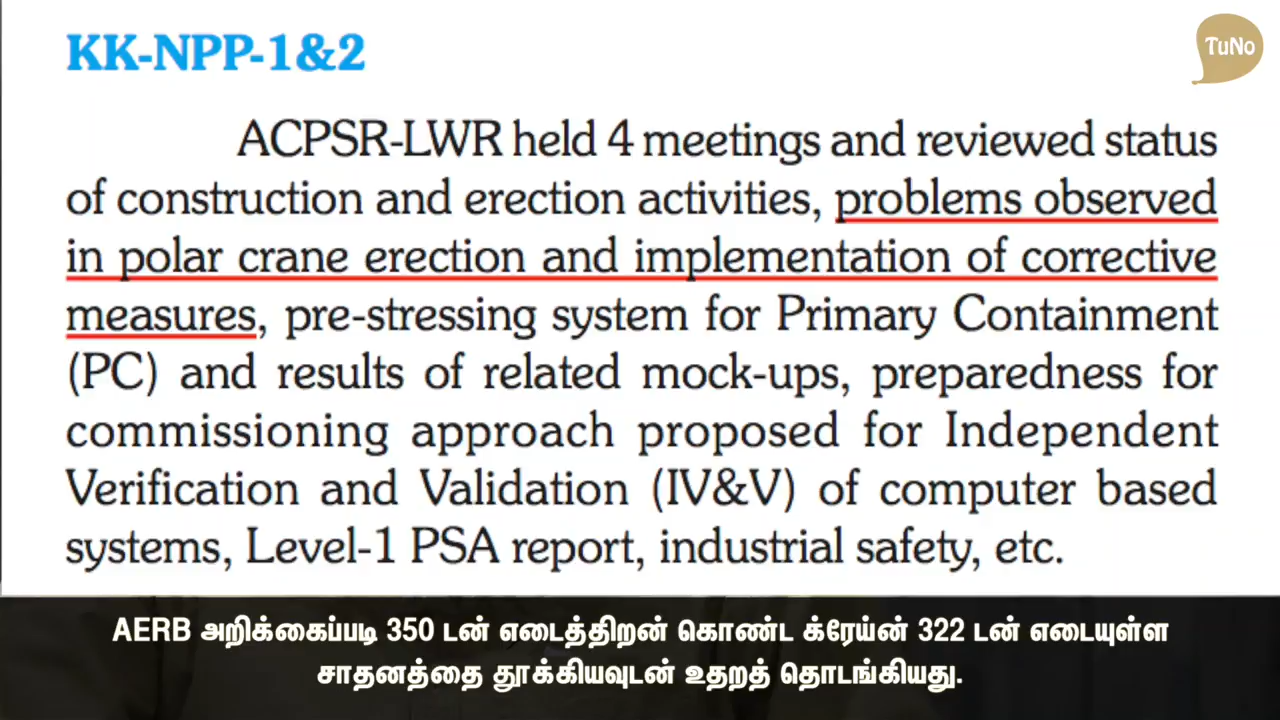 KK-NPP-1&2
TuNo
ACPSR-LWR held 4 meetings and reviewed status
of construction and erection activities, problems observed
in polar crane erection and implementation of corrective
measures, pre-stressing system for Primary Containment
(PC) and results of related mock-ups, preparedness for
commissioning approach proposed for Independent
Verification and Validation (IV&V) of computer based
systems, Level-1 PSA report, industrial safety, etc.
AERB அறிக்கைப்படி 350 டன் எடைத்திறன் கொண்ட க்ரேய்ன் 322 டன் எடையுள்ள
சாதனத்தை தூக்கியவுடன் உதறத் தொடங்கியது.